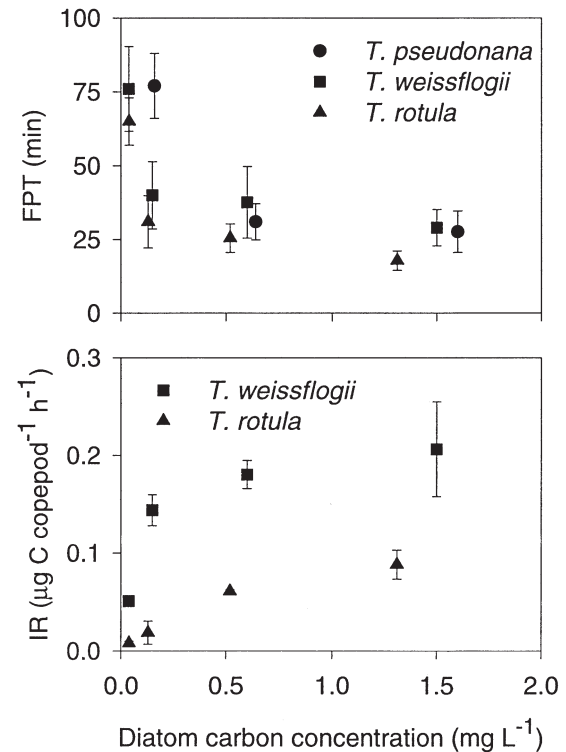 100
75
50
25
0
FPT (min)
T. pseudonana
T. weissflogii
T. rotula
0.3
0.2
0.1
0.0
IR (μg C copepod⁻¹ h⁻¹)
T. weissflogii
T. rotula
0.0 0.5 1.0 1.5 2.0
Diatom carbon concentration (mg L⁻¹)